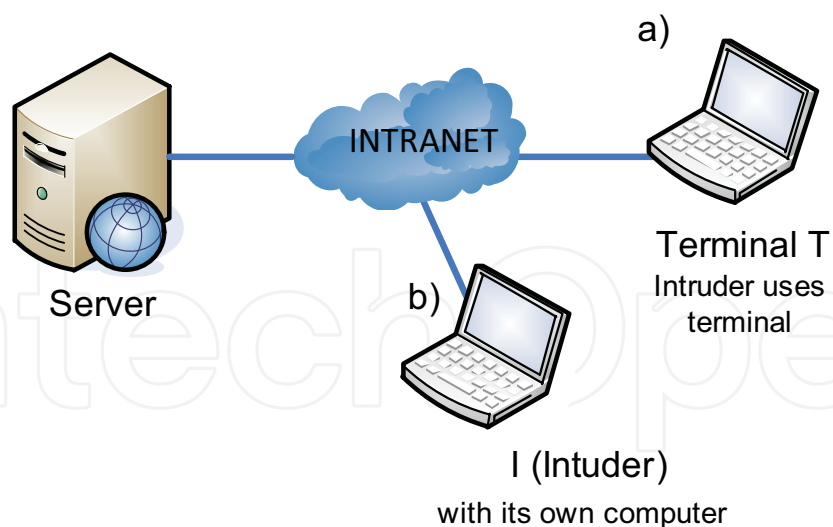 a)
INTRANET
Terminal T
Intruder uses
terminal
Server
b)
I (Intuder)
with its own computer